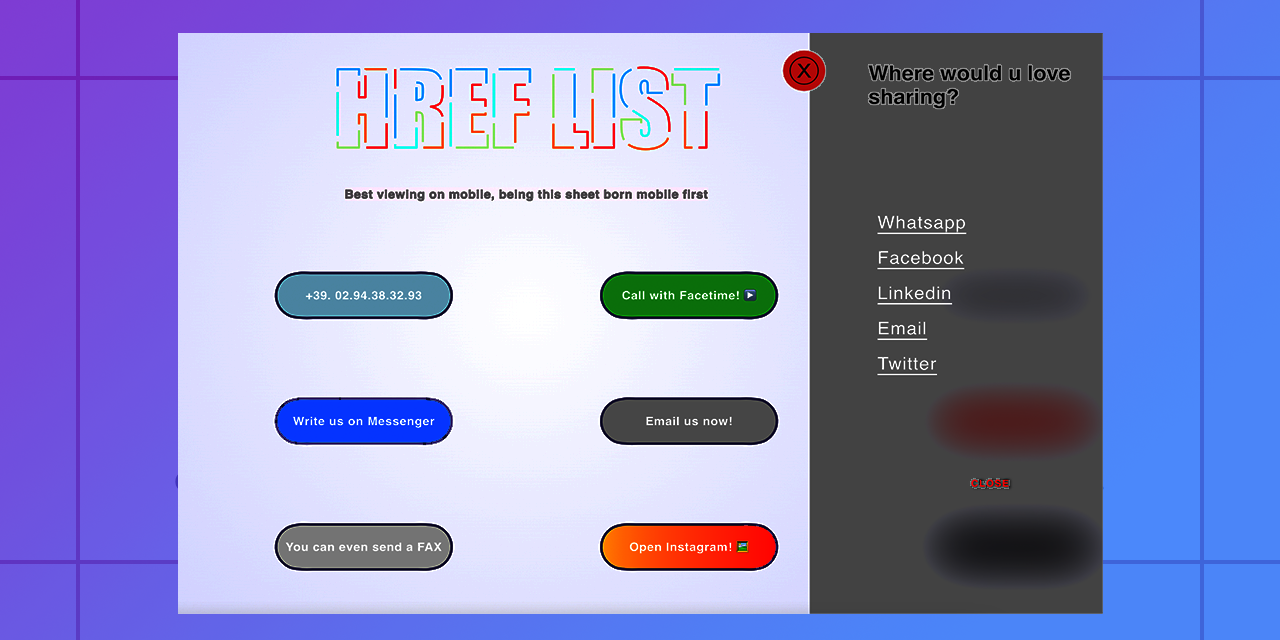 HREF LIST
Best viewing on mobile, being this sheet born mobile first
+39. 02.94.38.32.93
Call with Facetime! ▶️
Write us on Messenger
Email us now!
You can even send a FAX
Open Instagram!
X
Where would u love
sharing?
Whatsapp
Facebook
Linkedin
Email
Twitter
CLOSE